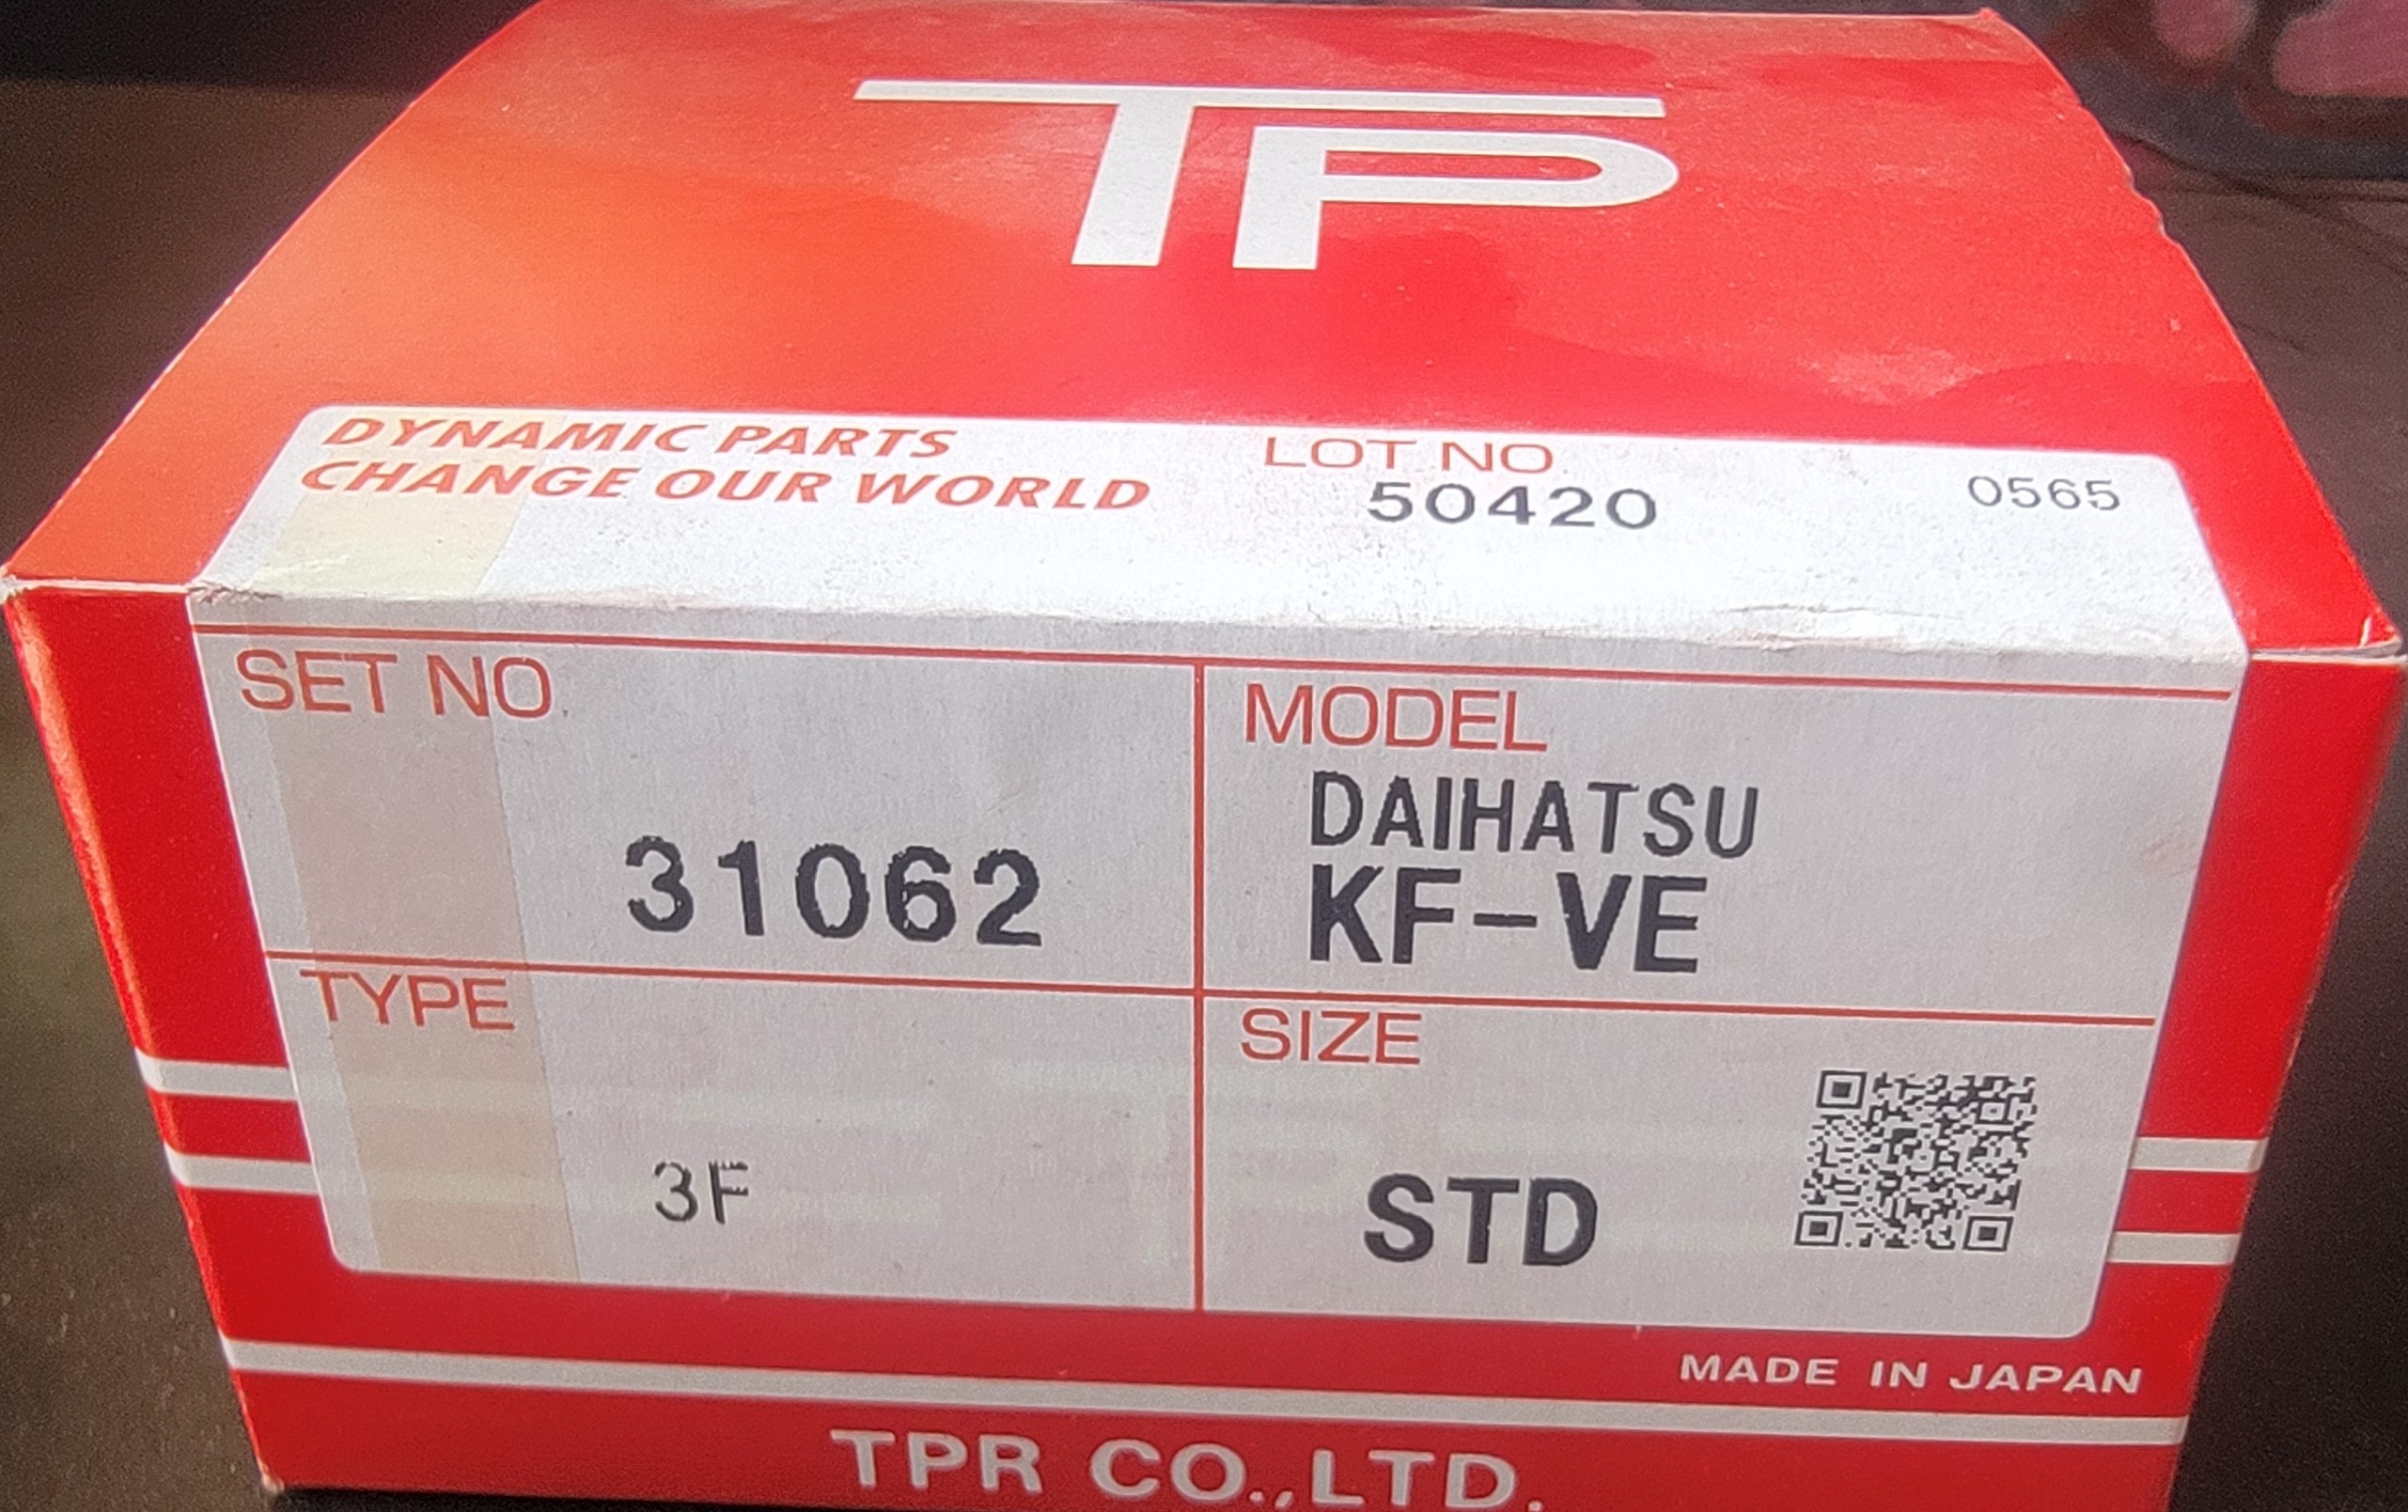 TP
DYNAMIC PARTS
CHANGE OUR WORLD
LOT NO.
50420
0565
SET NO
31062
MODEL
DAIHATSU
KF-VE
TYPE
3F
SIZE
STD
MADE IN JAPAN
TPR CO.,LTD.